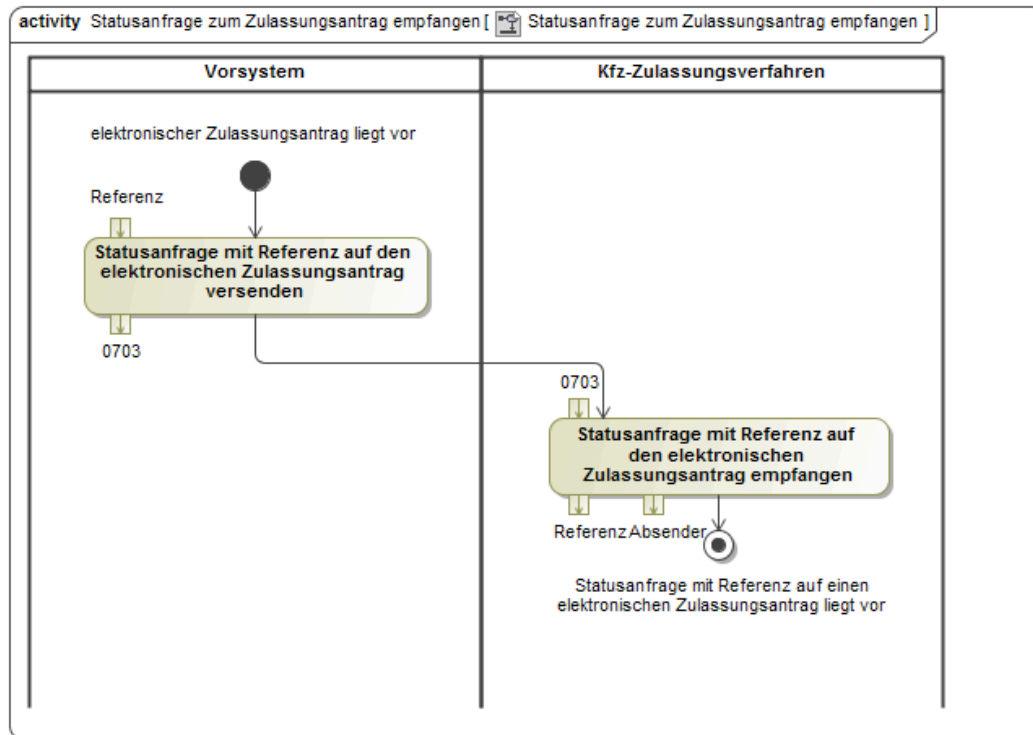 activity Statusanfrage zum Zulassungsantrag empfangen [ Statusanfrage zum Zulassungsantrag empfangen ]
Vorsystem
Kfz-Zulassungsverfahren
elektronischer Zulassungsantrag liegt vor
Referenz
Statusanfrage mit Referenz auf den
elektronischen Zulassungsantrag
versenden
0703
0703
Statusanfrage mit Referenz auf
den elektronischen
Zulassungsantrag empfangen
Referenz Absender
Statusanfrage mit Referenz auf einen
elektronischen Zulassungsantrag liegt vor